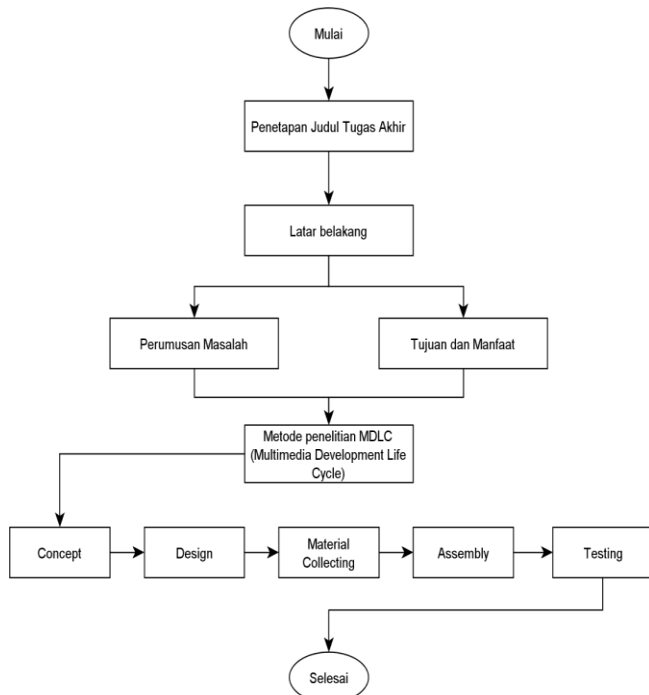 Mulai
Penetapan Judul Tugas Akhir
Latar belakang
Perumusan Masalah
Tujuan dan Manfaat
Metode penelitian MDLC
(Multimedia Development Life
Cycle)
Concept
Design
Material
Collecting
Assembly
Testing
Selesai